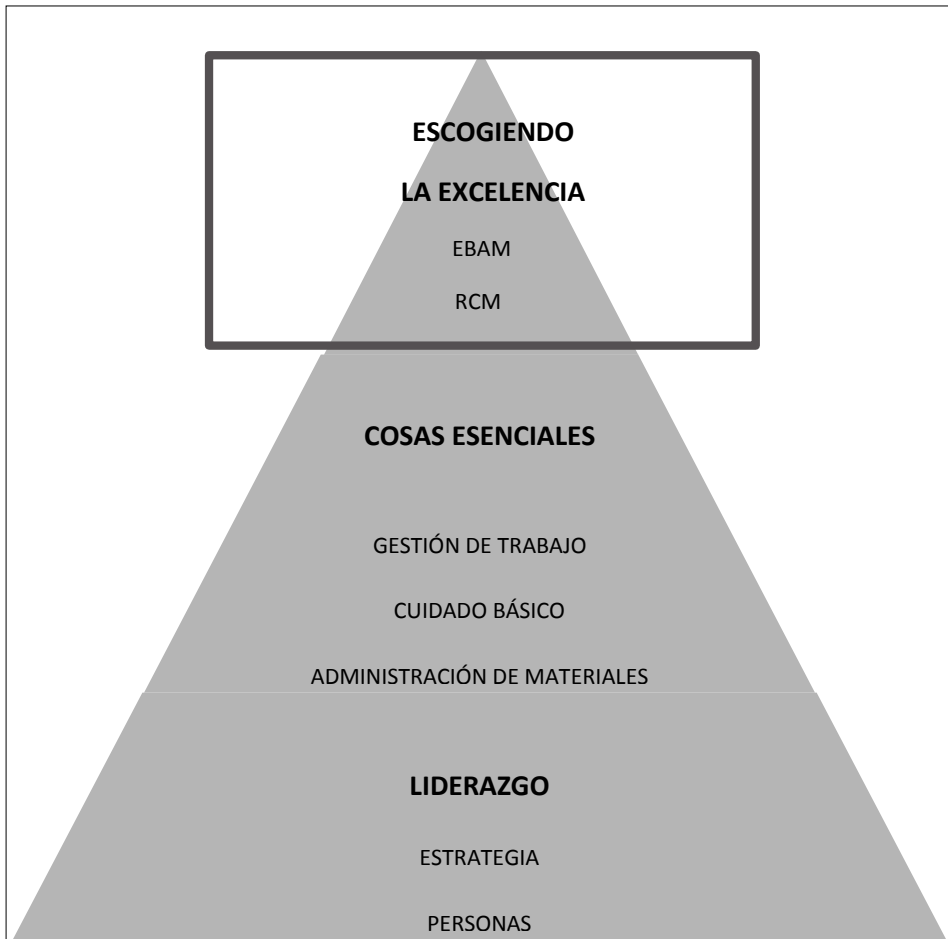 ESCOGIENDO
LA EXCELENCIA
EBAM
RCM
COSAS ESENCIALES
GESTIÓN DE TRABAJO
CUIDADO BÁSICO
ADMINISTRACIÓN DE MATERIALES
LIDERAZGO
ESTRATEGIA
PERSONAS